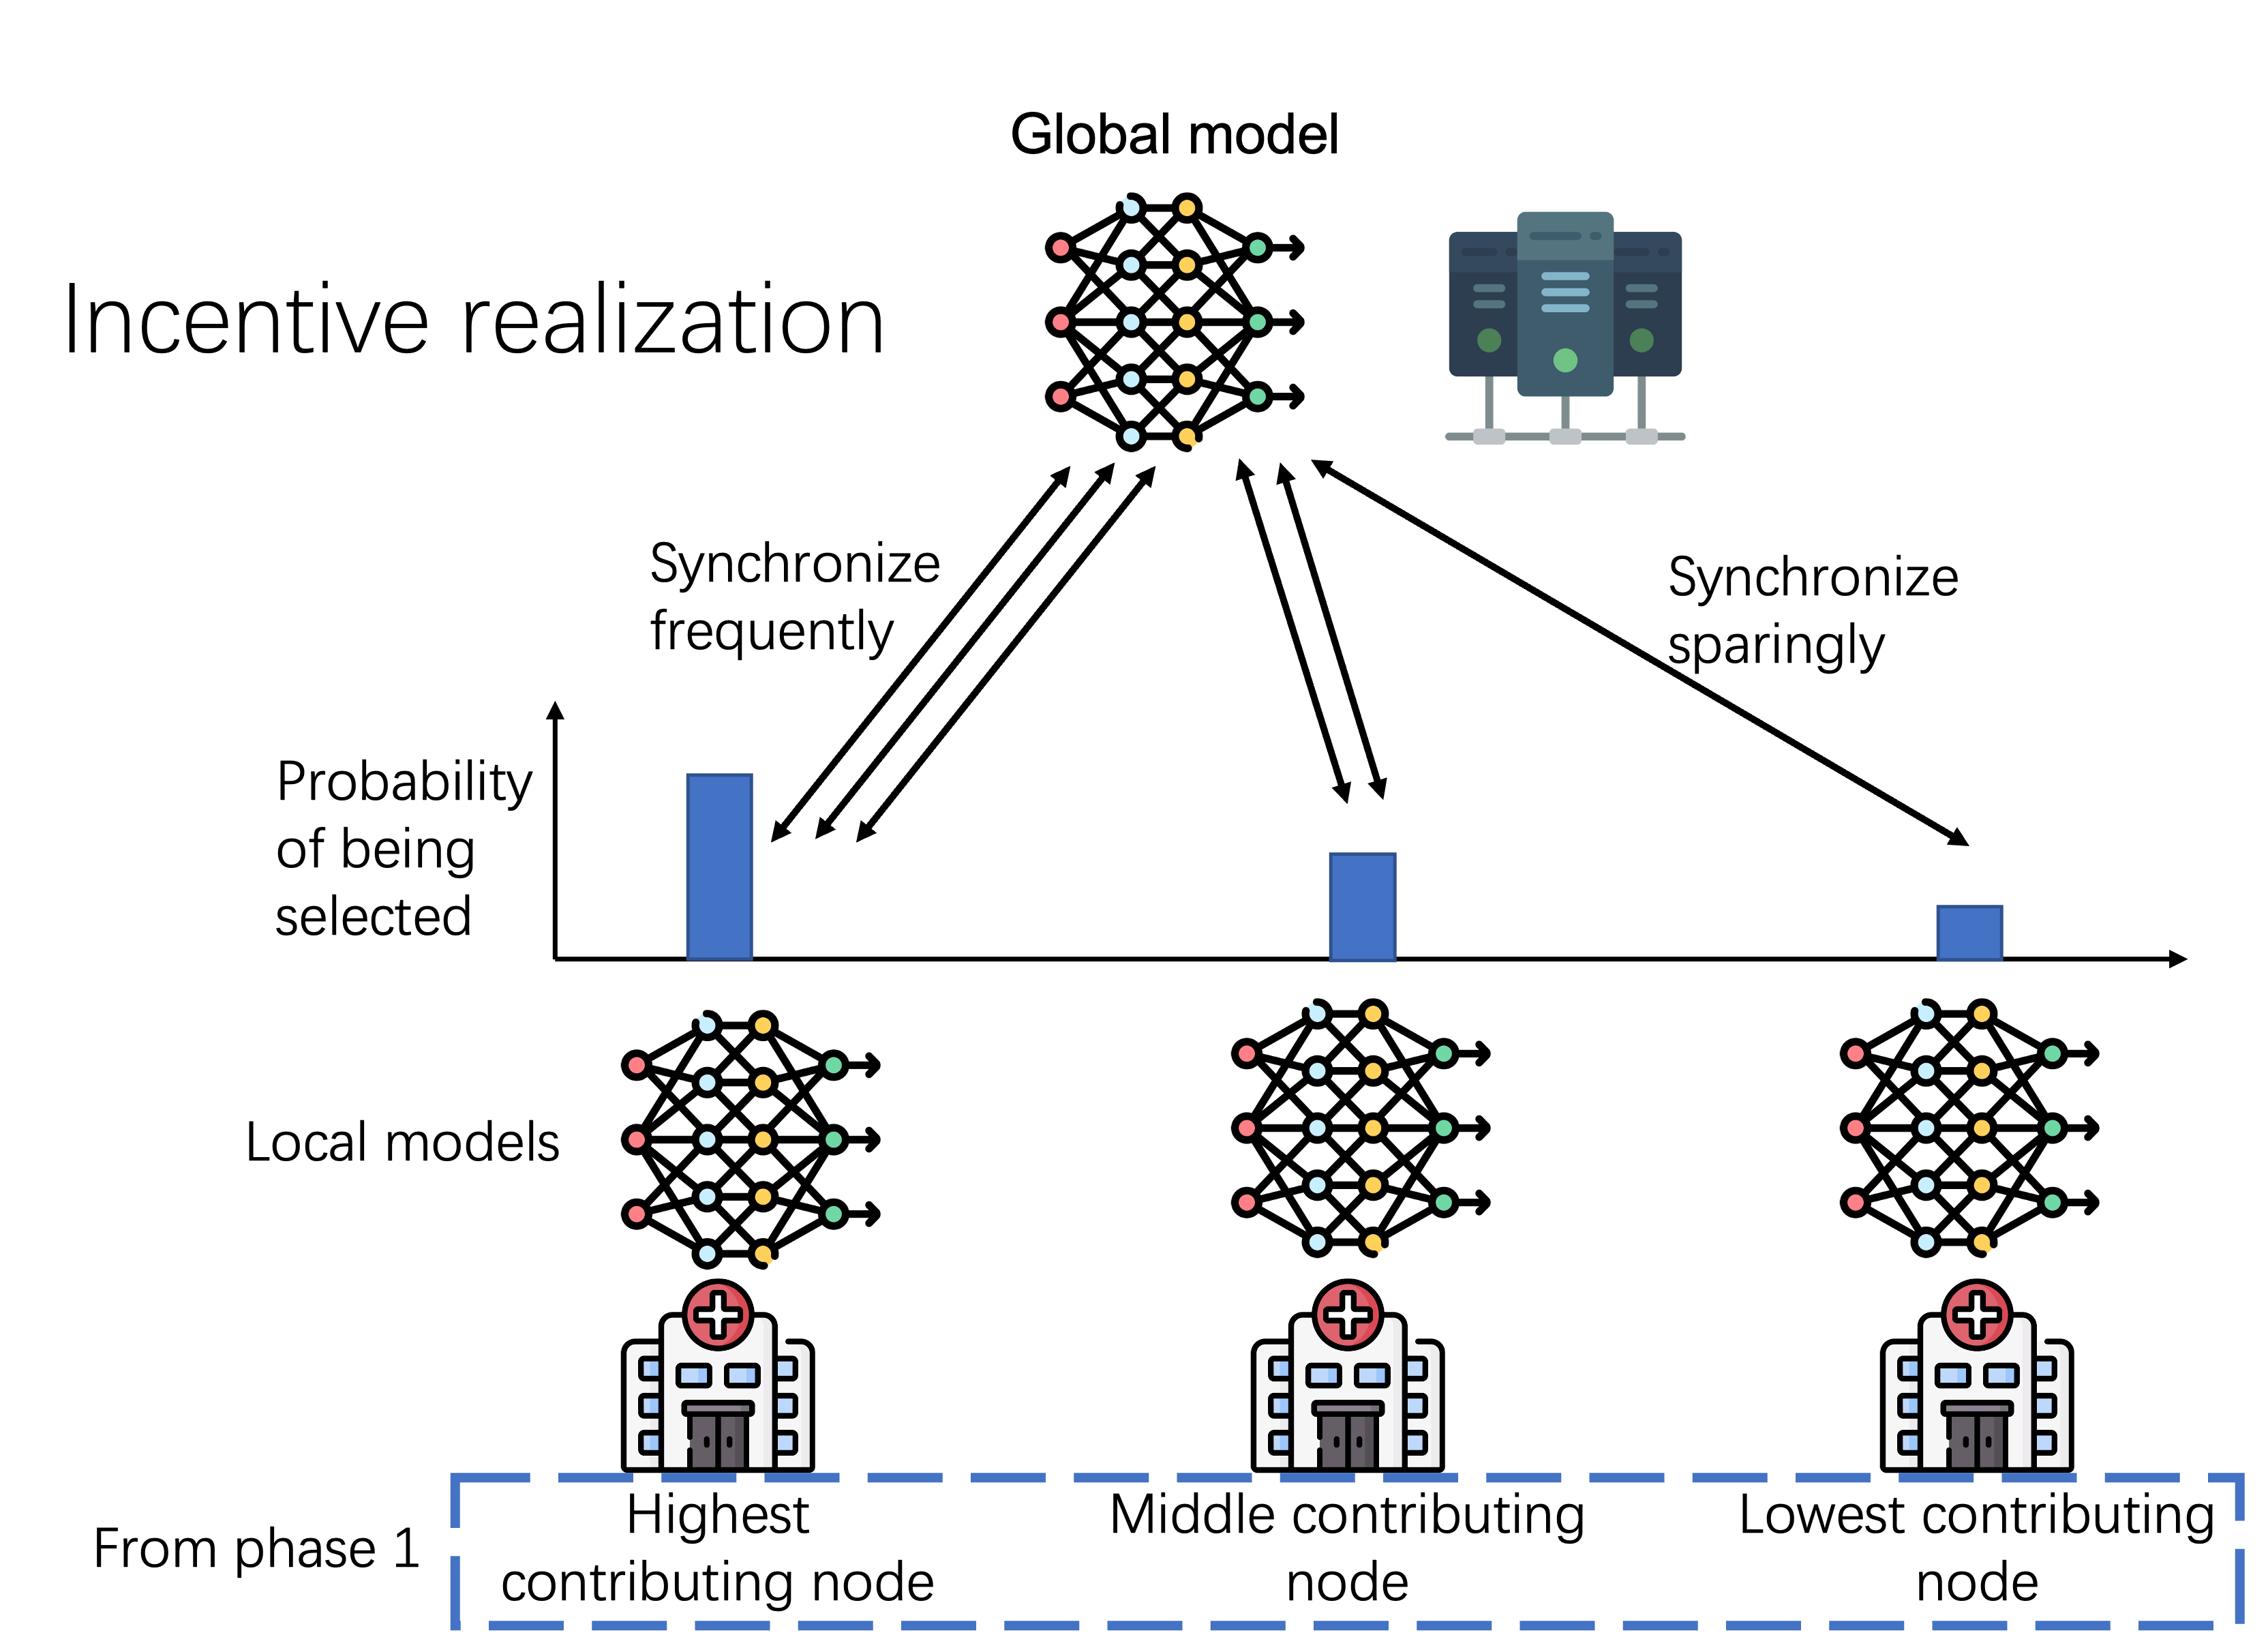 Global model
Incentive realization
Synchronize
frequently
Synchronize
sparingly
Probability
of being
selected
Local models
From phase 1
Highest
contributing node
Middle contributing
node
Lowest contributing
node